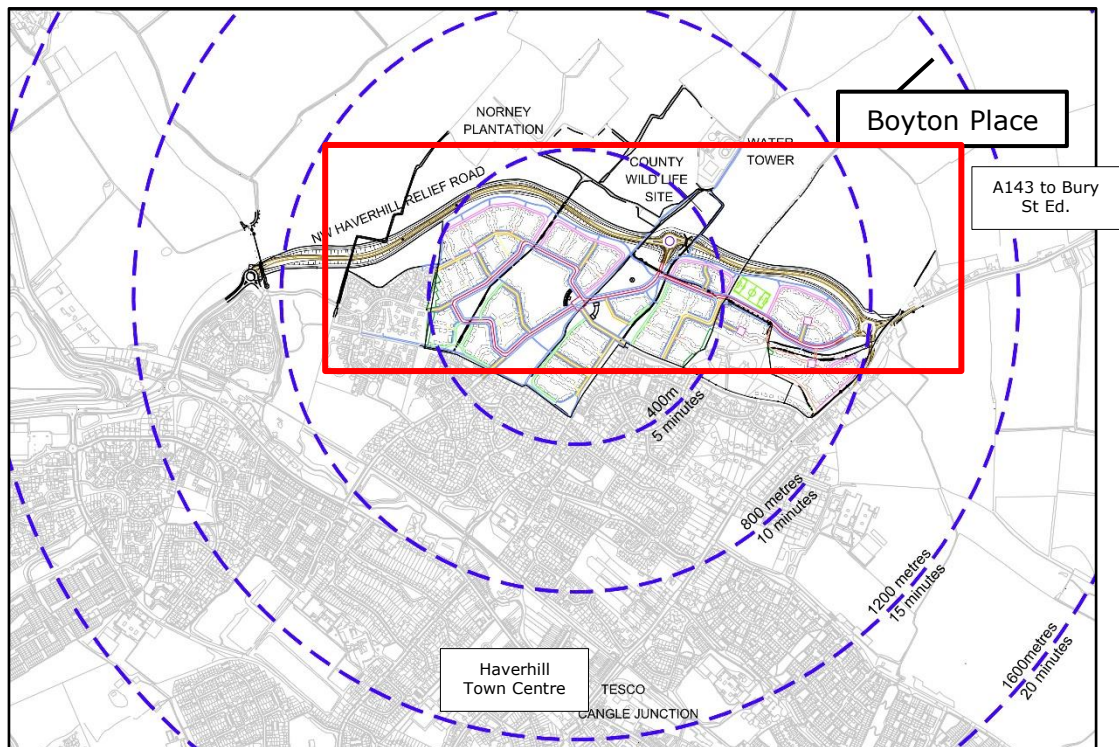 NORNEY
PLANTATION
Boyton Place
WATER
TOWER
COUNTY
WILD LIFE
SITE
A143 to Bury
St Ed.
NW HAVERHILL RELIEF ROAD
400m
5 minutes
800 metres
10 minutes
1200 metres
15 minutes
1600metres
20 minutes
Haverhill
Town Centre
TESCO
CANGLE JUNCTION